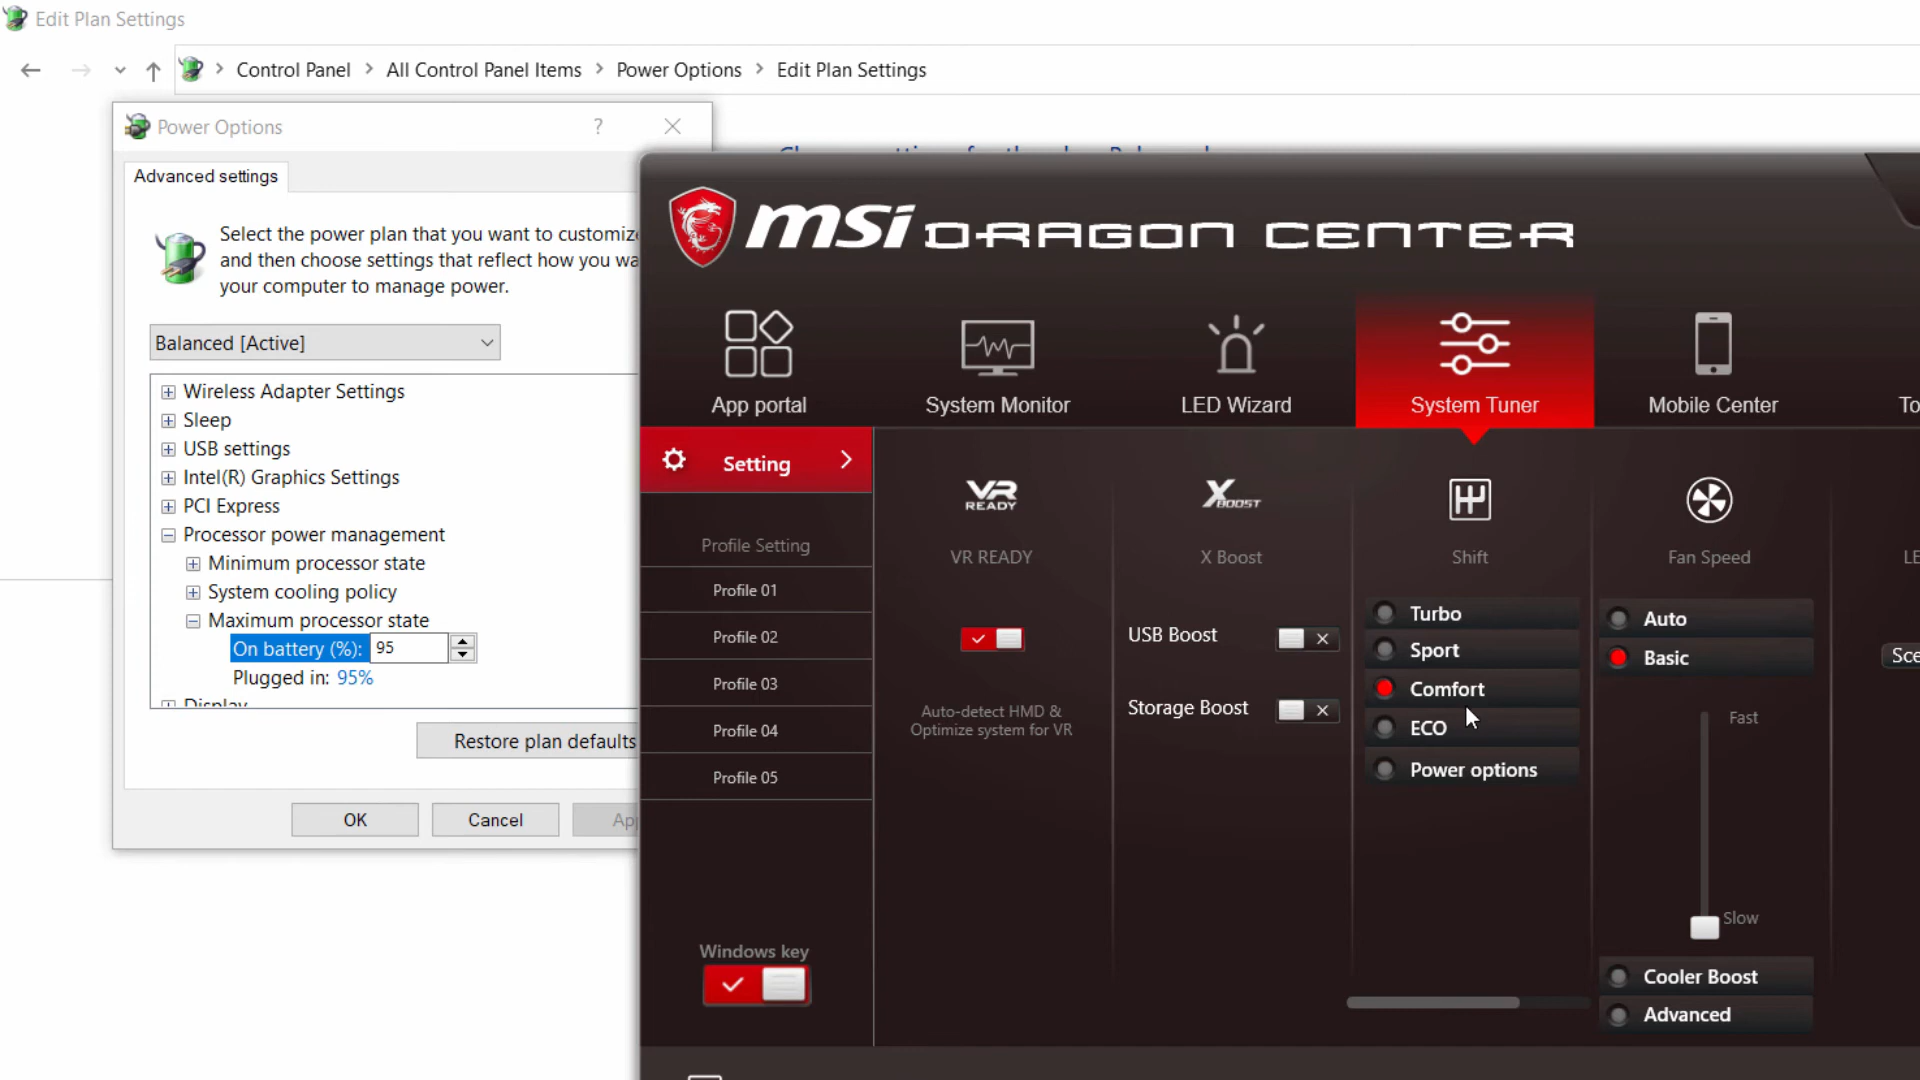 Edit Plan Settings
Control Panel > All Control Panel Items > Power Options > Edit Plan Settings
Power Options
?
Advanced settings
Select the power plan that you want to customize
and then choose settings that reflect how you wa
your computer to manage power.
Balanced [Active]
Wireless Adapter Settings
Sleep
USB settings
Intel(R) Graphics Settings
PCI Express
Processor power management
Minimum processor state
System cooling policy
Maximum processor state
On battery (%): 95
Plugged in: 95%
Display
Restore plan defaults
OK
Cancel
App
msi DRAGON CENTER
App portal
System Monitor
LED Wizard
System Tuner
Mobile Center
To
Setting
Profile Setting
Profile 01
Profile 02
Profile 03
Profile 04
Profile 05
Windows key
VR READY
VR READY
Auto-detect HMD &
Optimize system for VR
X BOOST
X Boost
USB Boost
Storage Boost
Shift
Turbo
Sport
Comfort
ECO
Power options
Fan Speed
Auto
Basic
Fast
Slow
Cooler Boost
Advanced
LE
Sce